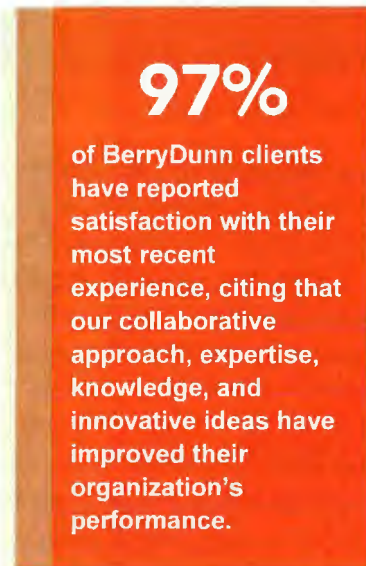 97%
of BerryDunn clients
have reported
satisfaction with their
most recent
experience, citing that
our collaborative
approach, expertise,
knowledge, and
innovative ideas have
improved their
organization's
performance.